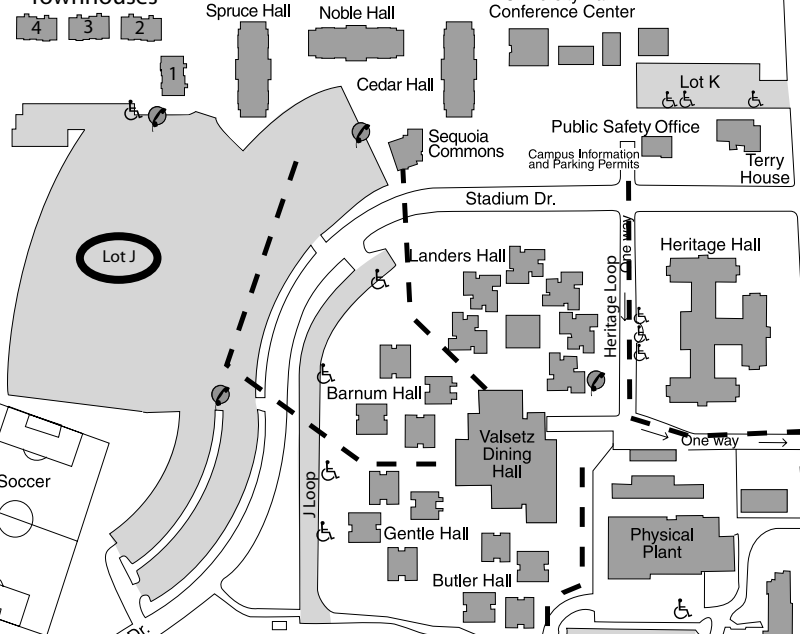 Townhouses
Spruce Hall
Noble Hall
Conference Center
4
3
2
1
Cedar Hall
Lot K
Sequoia
Commons
Public Safety Office
Campus Information
and Parking Permits
Terry
House
Stadium Dr.
One way
Lot J
Landers Hall
Heritage Loop
Heritage Hall
Barnum Hall
Valsetz
Dining
Hall
One way
Soccer
J Loop
Gentle Hall
Physical
Plant
Butler Hall
Dr.